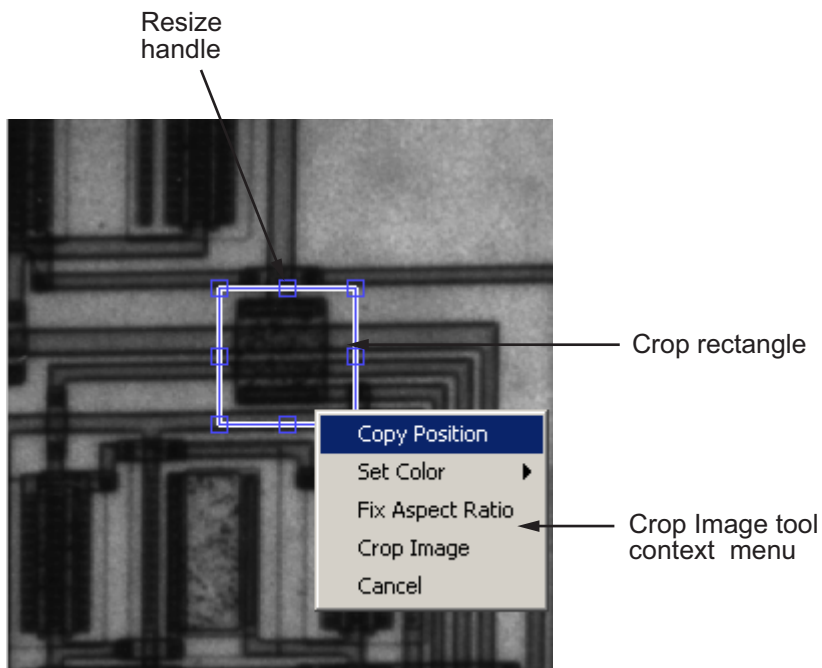 Resize
handle
Crop rectangle
Copy Position
Set Color
Fix Aspect Ratio
Crop Image
Cancel
Crop Image tool
context menu